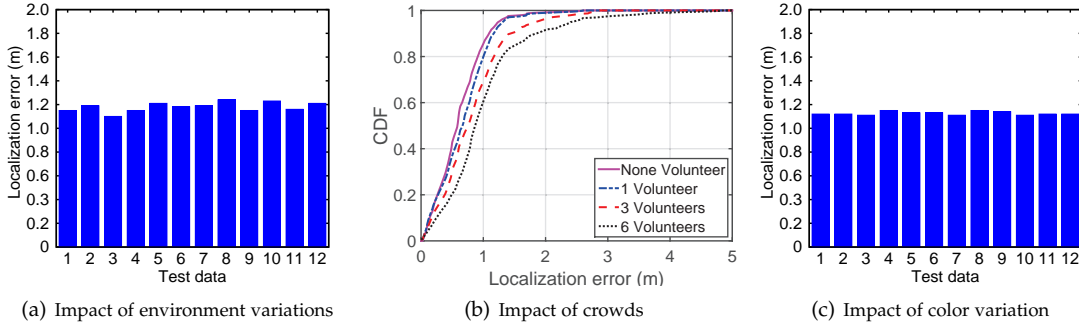 2.0
1.8
1.6
1.4
1.2
1.0
0.8
0.6
0.4
0.2
0
Localization error (m)
1 2 3 4 5 6 7 8 9 10 11 12
Test data
(a) Impact of environment variations
1
0.8
0.6
0.4
0.2
0
CDF
None Volunteer
1 Volunteer
3 Volunteers
6 Volunteers
0 1 2 3 4 5
Localization error (m)
(b) Impact of crowds
2.0
1.8
1.6
1.4
1.2
1.0
0.8
0.6
0.4
0.2
0
Localization error (m)
1 2 3 4 5 6 7 8 9 10 11 12
Test data
(c) Impact of color variation